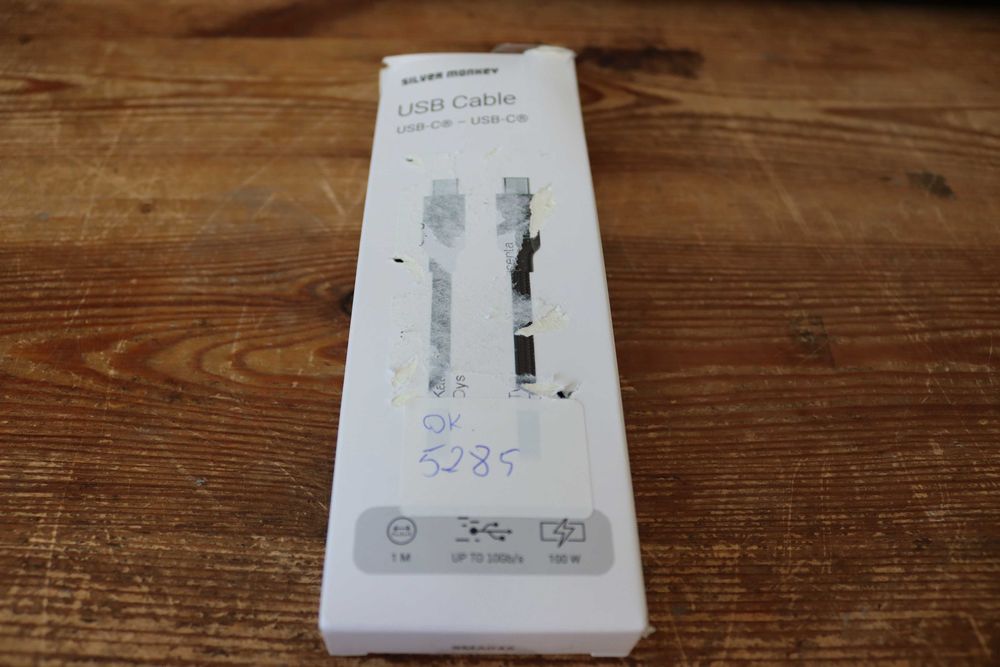 SILVER MONKEY
USB Cable
USB-C® – USB-C®
OK.
5285
1 M
UP TO 10Gb/s
100 W